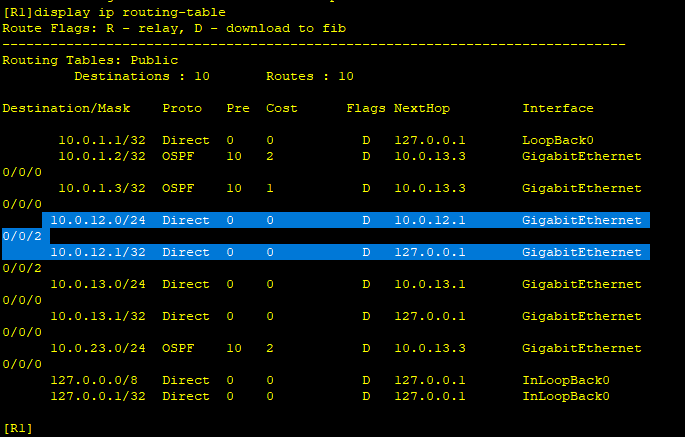 [R1]display ip routing-table
Route Flags: R - relay, D - download to fib
------------------------------------------------------------------------------
Routing Tables: Public
         Destinations : 10       Routes : 10

Destination/Mask    Proto  Pre  Cost      Flags NextHop         Interface

       10.0.1.1/32  Direct  0    0           D  127.0.0.1       LoopBack0
       10.0.1.2/32  OSPF    10   2           D  10.0.13.3       GigabitEthernet
0/0/0
       10.0.1.3/32  OSPF    10   1           D  10.0.13.3       GigabitEthernet
0/0/0
      10.0.12.0/24  Direct  0    0           D  10.0.12.1       GigabitEthernet
0/0/2
      10.0.12.1/32  Direct  0    0           D  127.0.0.1       GigabitEthernet
0/0/2
      10.0.13.0/24  Direct  0    0           D  10.0.13.1       GigabitEthernet
0/0/0
      10.0.13.1/32  Direct  0    0           D  127.0.0.1       GigabitEthernet
0/0/0
      10.0.23.0/24  OSPF    10   2           D  10.0.13.3       GigabitEthernet
0/0/0
      127.0.0.0/8   Direct  0    0           D  127.0.0.1       InLoopBack0
      127.0.0.1/32  Direct  0    0           D  127.0.0.1       InLoopBack0

[R1]